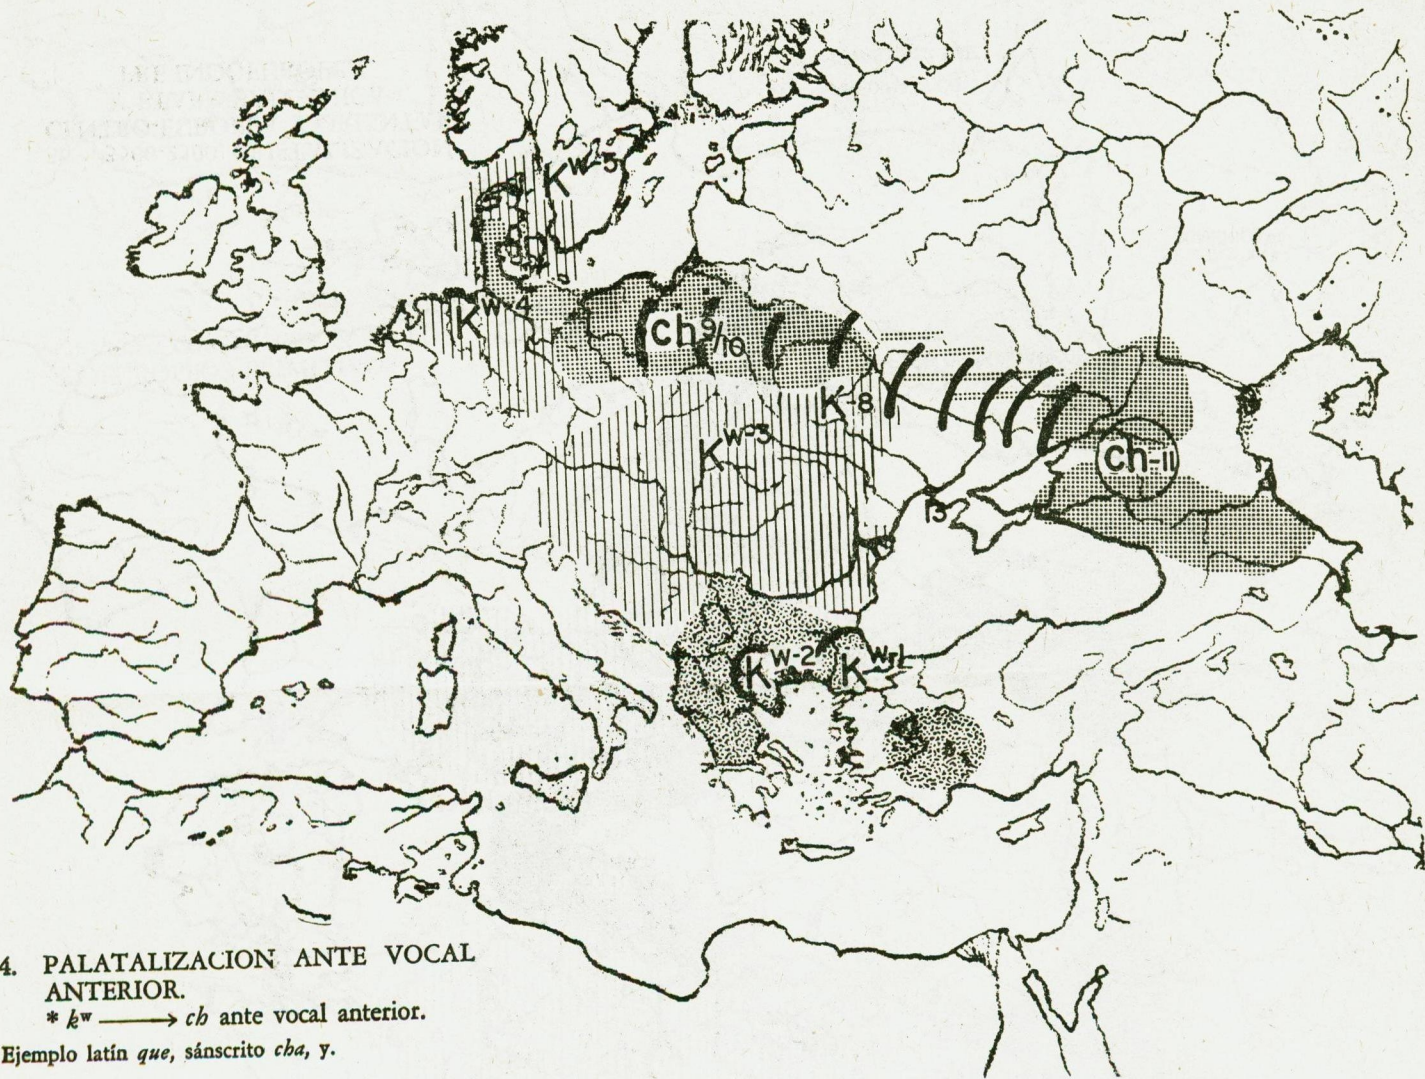 Kw-5
Kw-4
ch9/10
K-8
Kw-3
ch-11
13
Kw-2
Kw-1
4. PALATALIZACION ANTE VOCAL
ANTERIOR.
* kw ⟶ ch ante vocal anterior.
Ejemplo latín que, sánscrito cha, y.